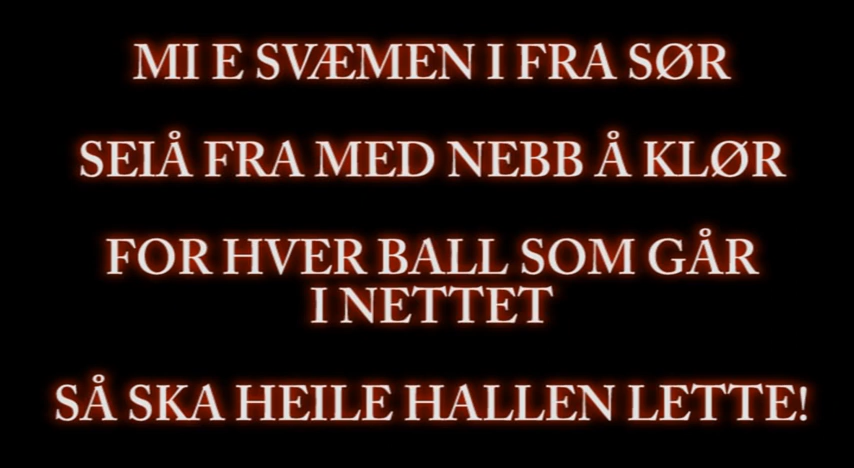 MI E SVÆMEN I FRA SØR
SEIÅ FRA MED NEBB Å KLØR
FOR HVER BALL SOM GÅR
I NETTET
SÅ SKA HEILE HALLEN LETTE!